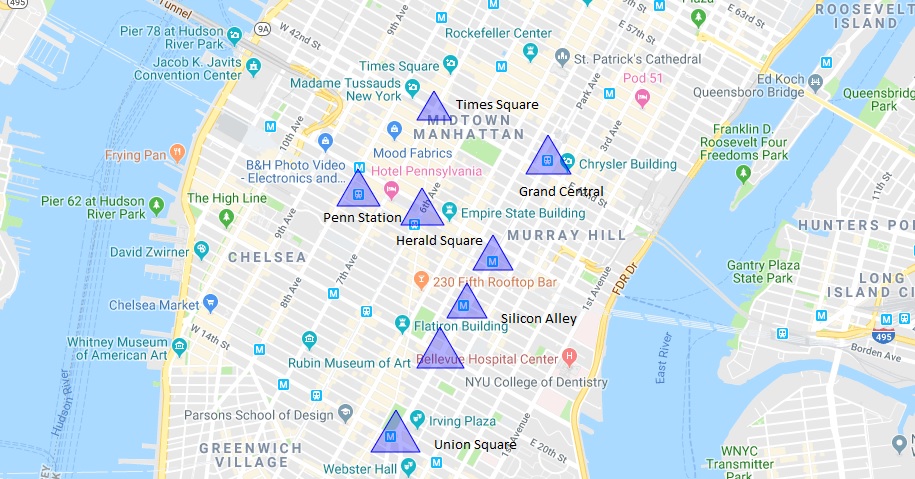 495
Tunnel
9A
W 42nd St
9th Ave
Pier 78 at Hudson
River Park
Jacob K. Javits
Convention Center
Rockefeller Center
E 57th St
Plaza
E 63rd St
ROOSEVELT
ISLAND
Times Square
St. Patrick's Cathedral
Madame Tussauds
New York
Park Ave
Pod 51
Ed Koch
Queensboro Bridge
Queensbridge
Park
Times Square
MIDTOWN
MANHATTAN
10th Ave
3rd Ave
Franklin D.
Roosevelt Four
Freedoms Park
Frying Pan
Mood Fabrics
B&H Photo Video
- Electronics and...
Hotel Pennsylvania
Chrysler Building
Grand Central
E 42nd St
11th St
Pier 62 at Hudson
River Park
The High Line
9th Ave
Penn Station
6th Ave
Empire State Building
HUNTERS POI
David Zwirner
Herald Square
MURRAY HILL
CHELSEA
7th Ave
8th Ave
230 Fifth Rooftop Bar
1st Avenue
FDR Dr
Gantry Plaza
State Park
LONG
ISLAND CI
Chelsea Market
W 14th St
Silicon Alley
Flatiron Building
495
Borden Ave
Whitney Museum
of American Art
Rubin Museum of Art
Bellevue Hospital Center
East River
NYU College of Dentistry
Hudson River
Parsons School of Design
Irving Plaza
1st Avenue
E 20th St
Union Square
GREENWICH
VILLAGE
Webster Hall
WNYC
Transmitter
Park